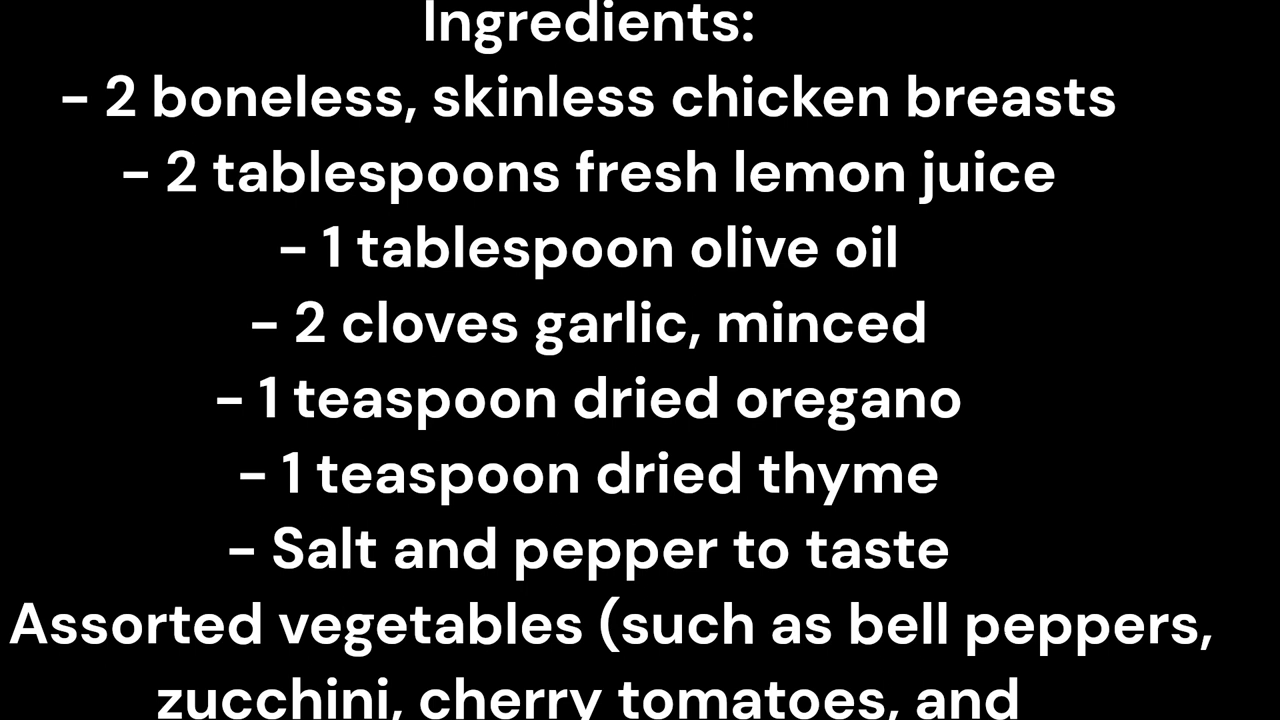 Ingredients:
- 2 boneless, skinless chicken breasts
- 2 tablespoons fresh lemon juice
- 1 tablespoon olive oil
- 2 cloves garlic, minced
- 1 teaspoon dried oregano
- 1 teaspoon dried thyme
- Salt and pepper to taste
Assorted vegetables (such as bell peppers,
zucchini, cherry tomatoes, and